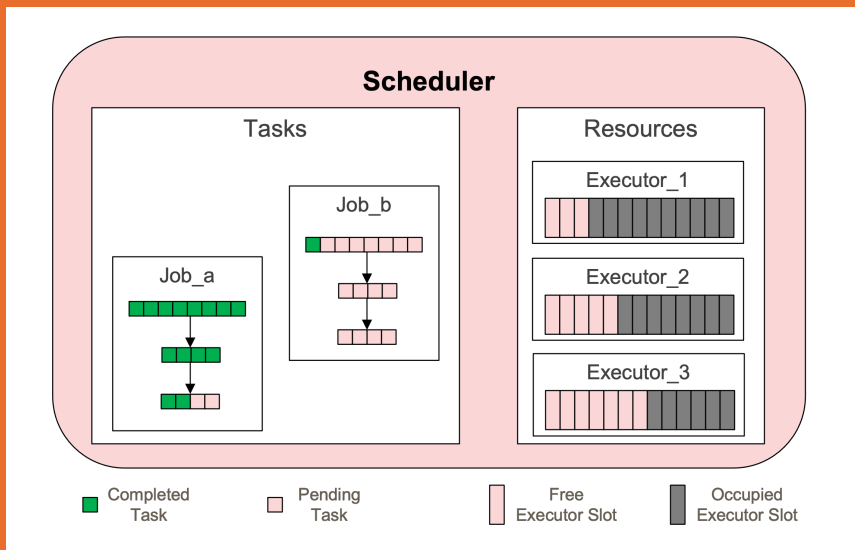 Scheduler
Tasks
Job_a
Job_b
Resources
Executor_1
Executor_2
Executor_3
Completed
Task
Pending
Task
Free
Executor Slot
Occupied
Executor Slot